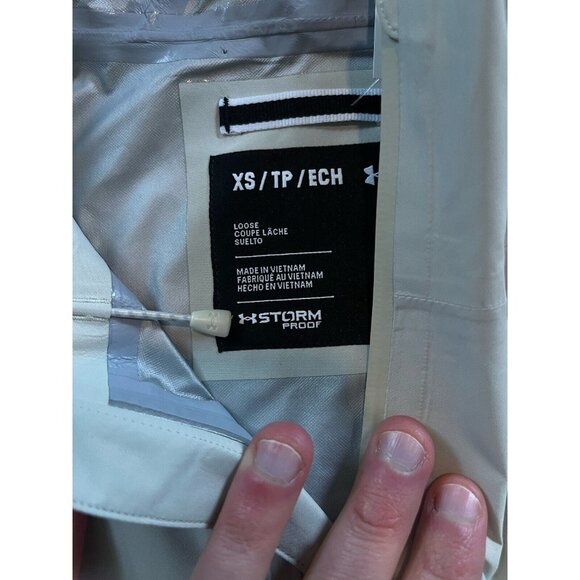 XS / TP / ECH
LOOSE
COUPE LÂCHE
SUELTO
MADE IN VIETNAM
FABRIQUÉ AU VIETNAM
HECHO EN VIETNAM
STORM
PROOF